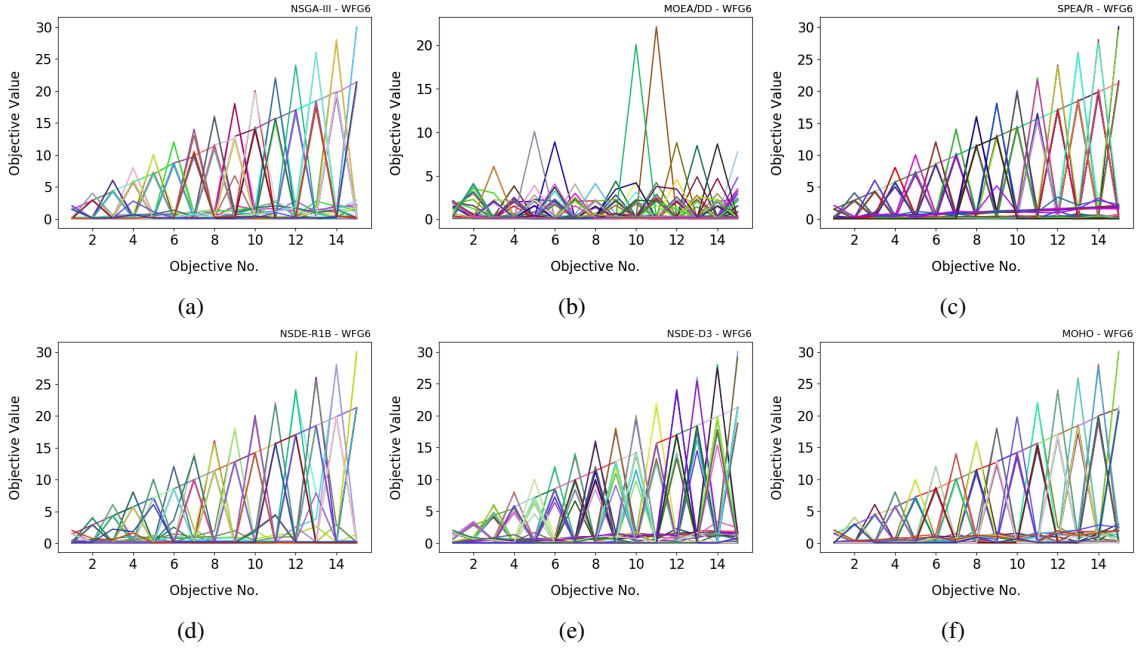 NSGA-III - WFG6
30
25
20
15
10
5
0
Objective Value
2 4 6 8 10 12 14
Objective No.
(a)
MOEA/DD - WFG6
20
15
10
5
0
Objective Value
2 4 6 8 10 12 14
Objective No.
(b)
SPEA/R - WFG6
30
25
20
15
10
5
0
Objective Value
2 4 6 8 10 12 14
Objective No.
(c)
NSDE-R1B - WFG6
30
25
20
15
10
5
0
Objective Value
2 4 6 8 10 12 14
Objective No.
(d)
NSDE-D3 - WFG6
30
25
20
15
10
5
0
Objective Value
2 4 6 8 10 12 14
Objective No.
(e)
MOHO - WFG6
30
25
20
15
10
5
0
Objective Value
2 4 6 8 10 12 14
Objective No.
(f)